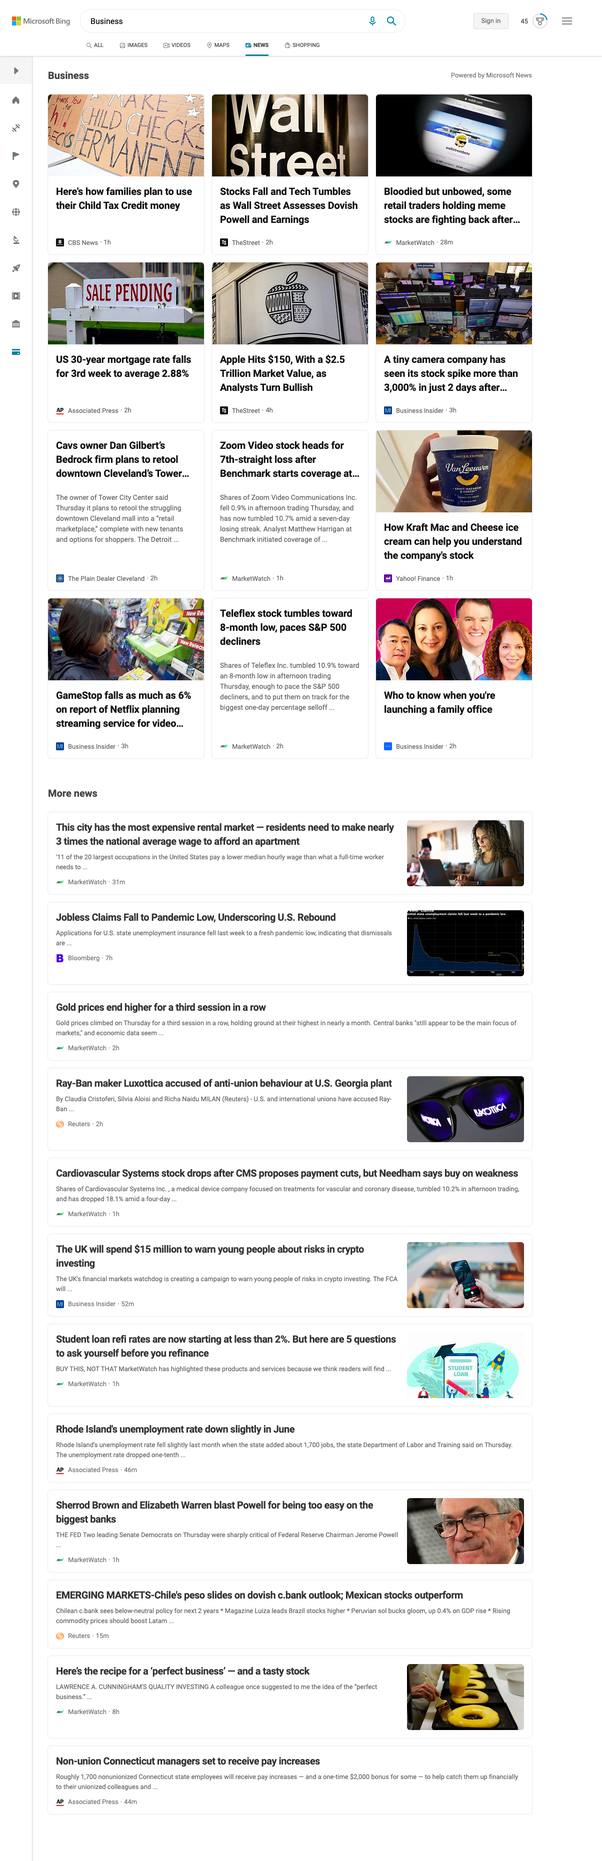 Microsoft Bing
Business
Sign in
45
ALL
IMAGES
VIDEOS
MAPS
NEWS
SHOPPING
Business
Powered by Microsoft News
MAKE
CHILD CHECKS
PERMANENT
Wall
Street
Here's how families plan to use
their Child Tax Credit money
CBS News · 1h
Stocks Fall and Tech Tumbles
as Wall Street Assesses Dovish
Powell and Earnings
TheStreet · 2h
Bloodied but unbowed, some
retail traders holding meme
stocks are fighting back after...
MarketWatch · 28m
SALE PENDING
US 30-year mortgage rate falls
for 3rd week to average 2.88%
AP Associated Press · 2h
Apple Hits $150, With a $2.5
Trillion Market Value, as
Analysts Turn Bullish
TheStreet · 4h
A tiny camera company has
seen its stock spike more than
3,000% in just 2 days after...
BI Business Insider · 3h
Cavs owner Dan Gilbert's
Bedrock firm plans to retool
downtown Cleveland's Tower...
The owner of Tower City Center said
Thursday it plans to retool the struggling
downtown Cleveland mall into a "retail
marketplace," complete with new tenants
and options for shoppers. The Detroit ...
The Plain Dealer Cleveland · 2h
Zoom Video stock heads for
7th-straight loss after
Benchmark starts coverage at...
Shares of Zoom Video Communications Inc.
fell 0.9% in afternoon trading Thursday, and
has now tumbled 10.7% amid a seven-day
losing streak. Analyst Matthew Harrigan at
Benchmark initiated coverage of ...
MarketWatch · 1h
Van Leeuwen
How Kraft Mac and Cheese ice
cream can help you understand
the company's stock
Yahoo! Finance · 1h
GameStop falls as much as 6%
on report of Netflix planning
streaming service for video...
BI Business Insider · 3h
Teleflex stock tumbles toward
8-month low, paces S&P 500
decliners
Shares of Teleflex Inc. tumbled 10.9% toward
an 8-month low in afternoon trading
Thursday, enough to pace the S&P 500
decliners, and to put them on track for the
biggest one-day percentage selloff ...
MarketWatch · 2h
Who to know when you're
launching a family office
Business Insider · 2h
More news
This city has the most expensive rental market — residents need to make nearly
3 times the national average wage to afford an apartment
'11 of the 20 largest occupations in the United States pay a lower median hourly wage than what a full-time worker
needs to ...
MarketWatch · 31m
Jobless Claims Fall to Pandemic Low, Underscoring U.S. Rebound
Applications for U.S. state unemployment insurance fell last week to a fresh pandemic low, indicating that dismissals
are ...
B Bloomberg · 7h
Gold prices end higher for a third session in a row
Gold prices climbed on Thursday for a third session in a row, holding ground at their highest in nearly a month. Central banks "still appear to be the main focus of
markets," and economic data seem ...
MarketWatch · 2h
Ray-Ban maker Luxottica accused of anti-union behaviour at U.S. Georgia plant
By Claudia Cristoferi, Silvia Aloisi and Richa Naidu MILAN (Reuters) - U.S. and international unions have accused Ray-
Ban ...
Reuters · 2h
Cardiovascular Systems stock drops after CMS proposes payment cuts, but Needham says buy on weakness
Shares of Cardiovascular Systems Inc. , a medical device company focused on treatments for vascular and coronary disease, tumbled 10.2% in afternoon trading,
and has dropped 18.1% amid a four-day ...
MarketWatch · 1h
The UK will spend $15 million to warn young people about risks in crypto
investing
The UK's financial markets watchdog is creating a campaign to warn young people of risks in crypto investing. The FCA
will ...
BI Business Insider · 52m
Student loan refi rates are now starting at less than 2%. But here are 5 questions
to ask yourself before you refinance
BUY THIS, NOT THAT MarketWatch has highlighted these products and services because we think readers will find ...
MarketWatch · 1h
STUDENT
LOAN
Rhode Island's unemployment rate down slightly in June
Rhode Island's unemployment rate fell slightly last month when the state added about 1,700 jobs, the state Department of Labor and Training said on Thursday.
The unemployment rate dropped one-tenth ...
AP Associated Press · 46m
Sherrod Brown and Elizabeth Warren blast Powell for being too easy on the
biggest banks
THE FED Two leading Senate Democrats on Thursday were sharply critical of Federal Reserve Chairman Jerome Powell
...
MarketWatch · 1h
EMERGING MARKETS-Chile's peso slides on dovish c.bank outlook; Mexican stocks outperform
Chilean c.bank sees below-neutral policy for next 2 years * Magazine Luiza leads Brazil stocks higher * Peruvian sol bucks gloom, up 0.4% on GDP rise * Rising
commodity prices should boost Latam ...
Reuters · 15m
Here's the recipe for a 'perfect business' — and a tasty stock
LAWRENCE A. CUNNINGHAM'S QUALITY INVESTING A colleague once suggested to me the idea of the "perfect
business." ...
MarketWatch · 8h
Non-union Connecticut managers set to receive pay increases
Roughly 1,700 nonunionized Connecticut state employees will receive pay increases — and a one-time $2,000 bonus for some — to help catch them up financially
to their unionized colleagues and ...
AP Associated Press · 44m